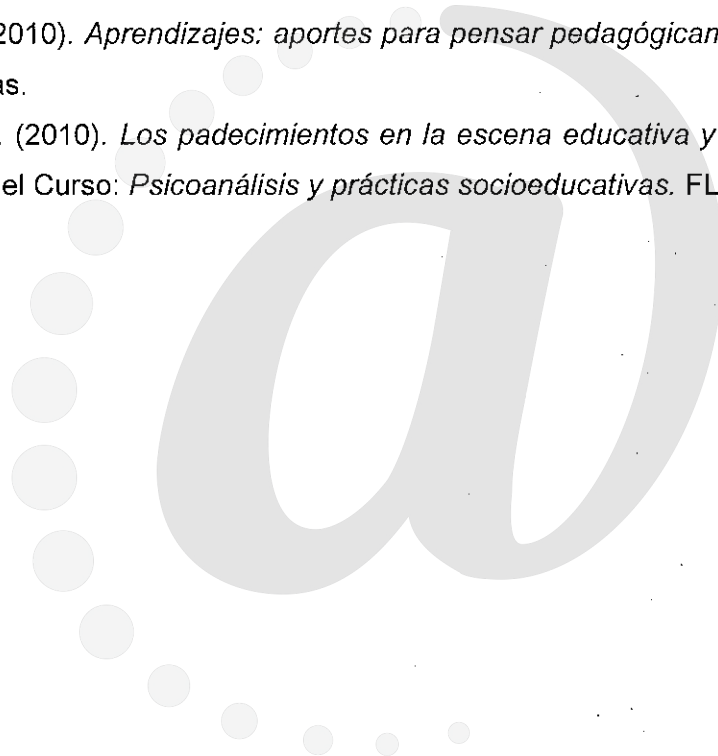 2010). Aprendizajes: aportes para pensar pedagógican
as.
. (2010). Los padecimientos en la escena educativa y
el Curso: Psicoanálisis y prácticas socioeducativas. FL